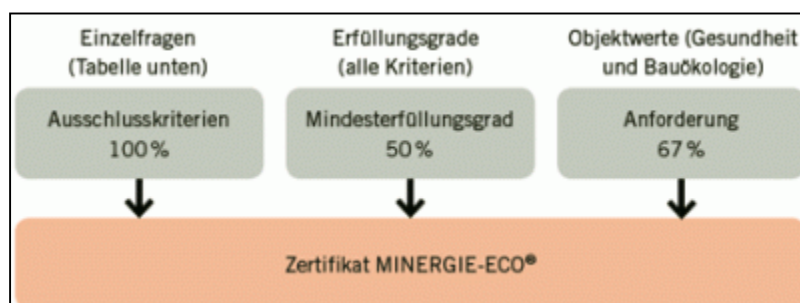 Einzelfragen
(Tabelle unten)
Erfüllungsgrade
(alle Kriterien)
Objektwerte (Gesundheit
und Bauökologie)
Ausschlusskriterien
100 %
Mindesterfüllungsgrad
50 %
Anforderung
67 %
Zertifikat MINERGIE-ECO®